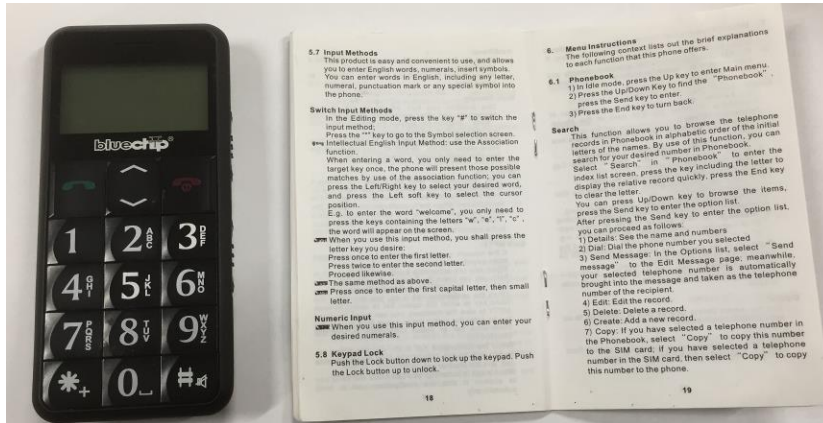 bluechip®
1
2 ABC
3 DEF
4 GHI
5 JKL
6 MNO
7 PQRS
8 TUV
9 WXYZ
*+
0
#
5.7 Input Methods
This product is easy and convenient to use, and allows
you to enter English words, numerals, insert symbols.
You can enter words in English, including any letter,
numeral, punctuation mark or any special symbol into
the phone.
Switch Input Methods
In the Editing mode, press the key "#" to switch the
input method;
Press the "*" key to go to the Symbol selection screen.
Intellectual English Input Method: use the Association
function.
When entering a word, you only need to enter the
target key once, the phone will present those possible
matches by use of the association function; you can
press the Left/Right key to select your desired word,
and press the Left soft key to select the cursor
position.
E.g. to enter the word "welcome", you only need to
press the keys containing the letters "w", "e", "l", "c",
the word will appear on the screen.
When you use this input method, you shall press the
letter key you desire:
Press once to enter the first letter.
Press twice to enter the second letter.
Proceed likewise.
The same method as above.
Press once to enter the first capital letter, then small
letter.
Numeric Input
When you use this input method, you can enter your
desired numerals.
5.8 Keypad Lock
Push the Lock button down to lock up the keypad. Push
the Lock button up to unlock.
18
6. Menu Instructions
The following context lists out the brief explanations
to each function that this phone offers.
6.1 Phonebook
1) In Idle mode, press the Up key to enter Main menu.
2) Press the Up/Down Key to find the "Phonebook",
press the Send key to enter.
3) Press the End key to turn back.
Search
This function allows you to browse the telephone
records in Phonebook in alphabetic order of the initial
letters of the names. By use of this function, you can
search for your desired number in Phonebook.
Select "Search" in "Phonebook" to enter the
index list screen, press the key including the letter to
display the relative record quickly, press the End key
to clear the letter.
You can press Up/Down key to browse the items,
press the Send key to enter the option list.
After pressing the Send key to enter the option list,
you can proceed as follows:
1) Details: See the name and numbers
2) Dial: Dial the phone number you selected
3) Send Message: In the Options list, select "Send
message" to the Edit Message page; meanwhile,
your selected telephone number is automatically
brought into the message and taken as the telephone
number of the recipient.
4) Edit: Edit the record.
5) Delete: Delete a record.
6) Create: Add a new record.
7) Copy: If you have selected a telephone number in
the Phonebook, select "Copy" to copy this number
to the SIM card; if you have selected a telephone
number in the SIM card, then select "Copy" to copy
this number to the phone.
19